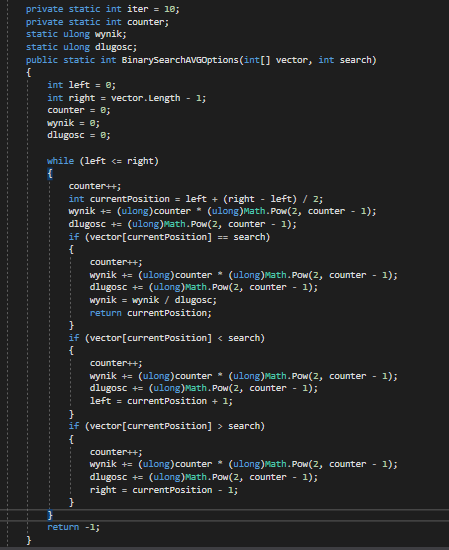 private static int iter = 10;
private static int counter;
static ulong wynik;
static ulong dlugosc;
public static int BinarySearchAVGOptions(int[] vector, int search)
{
int left = 0;
int right = vector.Length - 1;
counter = 0;
wynik = 0;
dlugosc = 0;
while (left <= right)
{
counter++;
int currentPosition = left + (right - left) / 2;
wynik += (ulong)counter * (ulong)Math.Pow(2, counter - 1);
dlugosc += (ulong)Math.Pow(2, counter - 1);
if (vector[currentPosition] == search)
{
counter++;
wynik += (ulong)counter * (ulong)Math.Pow(2, counter - 1);
dlugosc += (ulong)Math.Pow(2, counter - 1);
wynik = wynik / dlugosc;
return currentPosition;
}
if (vector[currentPosition] < search)
{
counter++;
wynik += (ulong)counter * (ulong)Math.Pow(2, counter - 1);
dlugosc += (ulong)Math.Pow(2, counter - 1);
left = currentPosition + 1;
}
if (vector[currentPosition] > search)
{
counter++;
wynik += (ulong)counter * (ulong)Math.Pow(2, counter - 1);
dlugosc += (ulong)Math.Pow(2, counter - 1);
right = currentPosition - 1;
}
}
return -1;
}